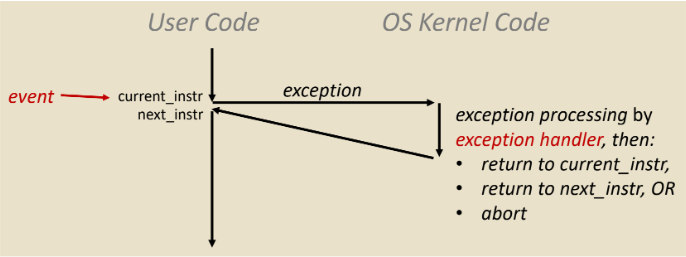 User Code
OS Kernel Code
event
current_instr
next_instr
exception
exception processing by
exception handler, then:
• return to current_instr,
• return to next_instr, OR
• abort